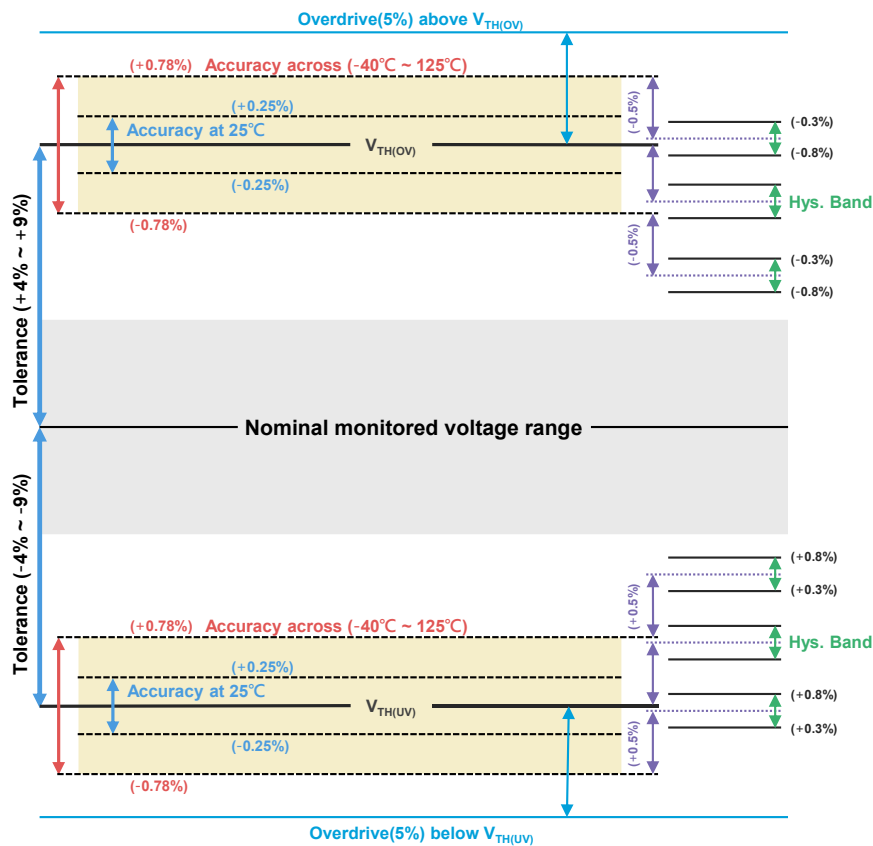 Overdrive(5%) above VTH(OV)
(+0.78%) Accuracy across (-40℃ ~ 125℃)
(+0.25%)
Accuracy at 25℃
VTH(OV)
(-0.25%)
(-0.78%)
(-0.5%)
(-0.5%)
(-0.3%)
(-0.8%)
Hys. Band
(-0.3%)
(-0.8%)
Tolerance (+4% ~ +9%)
Nominal monitored voltage range
Tolerance (-4% ~ -9%)
(+0.8%)
(+0.3%)
Hys. Band
(+0.8%)
(+0.3%)
(+0.5%)
(+0.5%)
(+0.78%) Accuracy across (-40℃ ~ 125℃)
(+0.25%)
Accuracy at 25℃
VTH(UV)
(-0.25%)
(-0.78%)
Overdrive(5%) below VTH(UV)